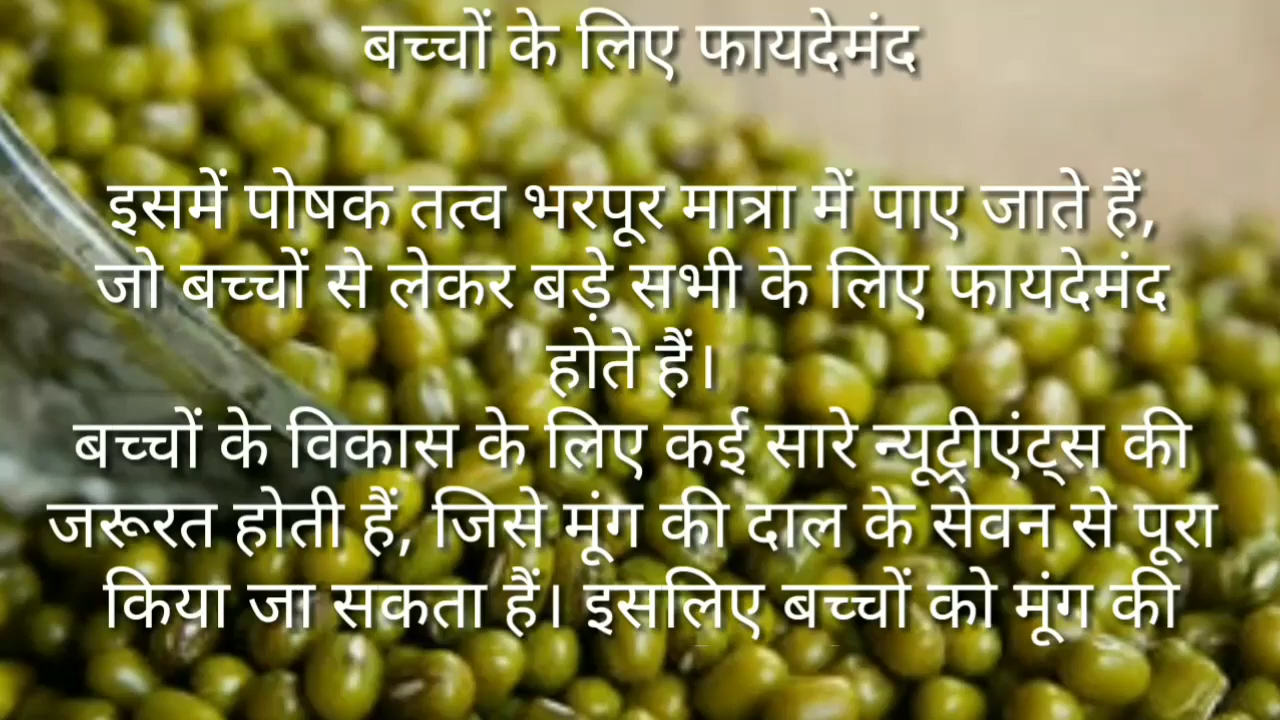 बच्चों के लिए फायदेमंद
इसमें पोषक तत्व भरपूर मात्रा में पाए जाते हैं,
जो बच्चों से लेकर बड़े सभी के लिए फायदेमंद
होते हैं।
बच्चों के विकास के लिए कई सारे न्यूट्रीएंट्स की
जरूरत होती हैं, जिसे मूंग की दाल के सेवन से पूरा
किया जा सकता हैं। इसलिए बच्चों को मूंग की